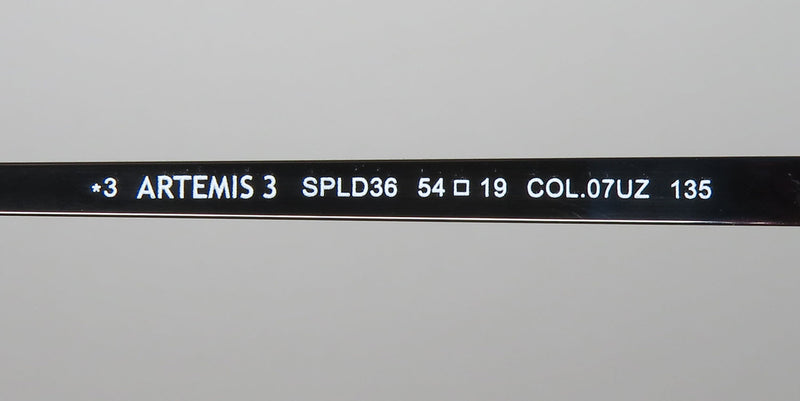 *3 ARTEMIS 3 SPLD36 54□19 COL.07UZ 135